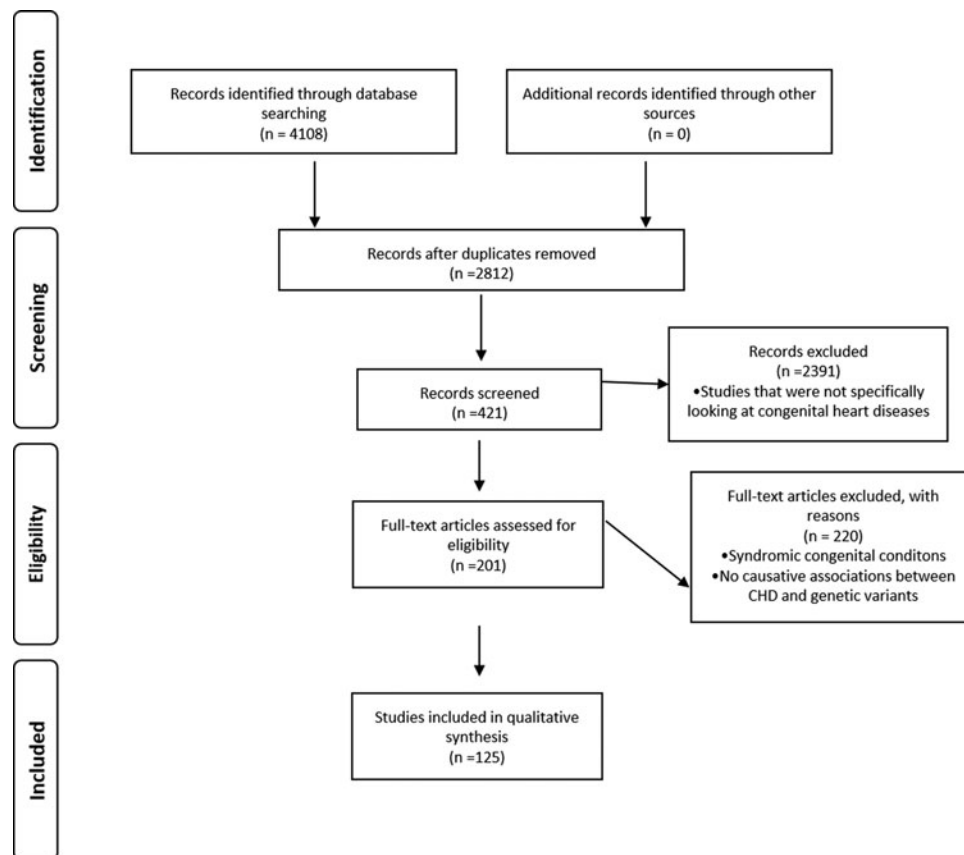 Identification
Records identified through database
searching
(n = 4108)
Additional records identified through other
sources
(n = 0)
Screening
Records after duplicates removed
(n =2812)
Records screened
(n =421)
Records excluded
(n =2391)
•Studies that were not specifically
looking at congenital heart diseases
Eligibility
Full-text articles assessed for
eligibility
(n =201)
Full-text articles excluded, with
reasons
(n = 220)
•Syndromic congenital conditons
•No causative associations between
CHD and genetic variants
Included
Studies included in qualitative
synthesis
(n =125)